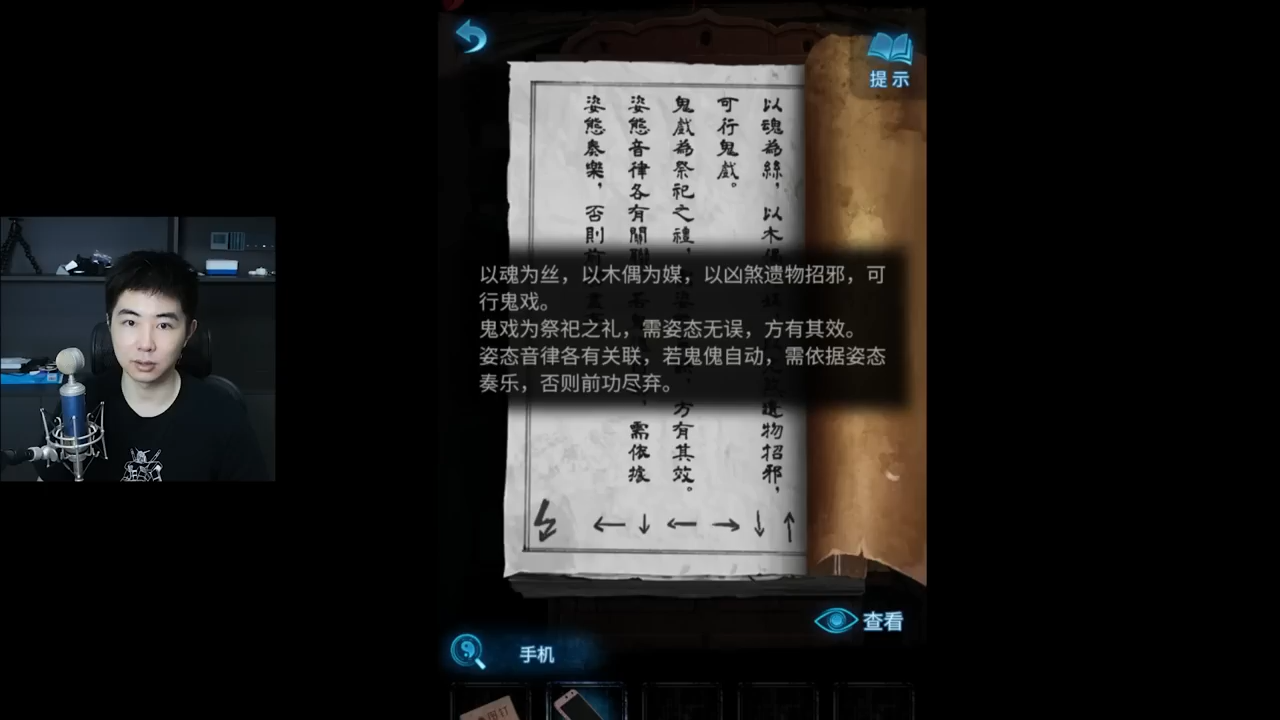 提示
以魂為絲，以木偶
遺物招邪，
可行鬼戲。
鬼戲為祭祀之禮，
方有其效。
姿態音律各有關聯
需依據
姿態奏樂，否則前
以魂为丝，以木偶为媒，以凶煞遗物招邪，可
行鬼戏。
鬼戏为祭祀之礼，需姿态无误，方有其效。
姿态音律各有关联，若鬼傀自动，需依据姿态
奏乐，否则前功尽弃。
←↓←→↓↑
查看
手机